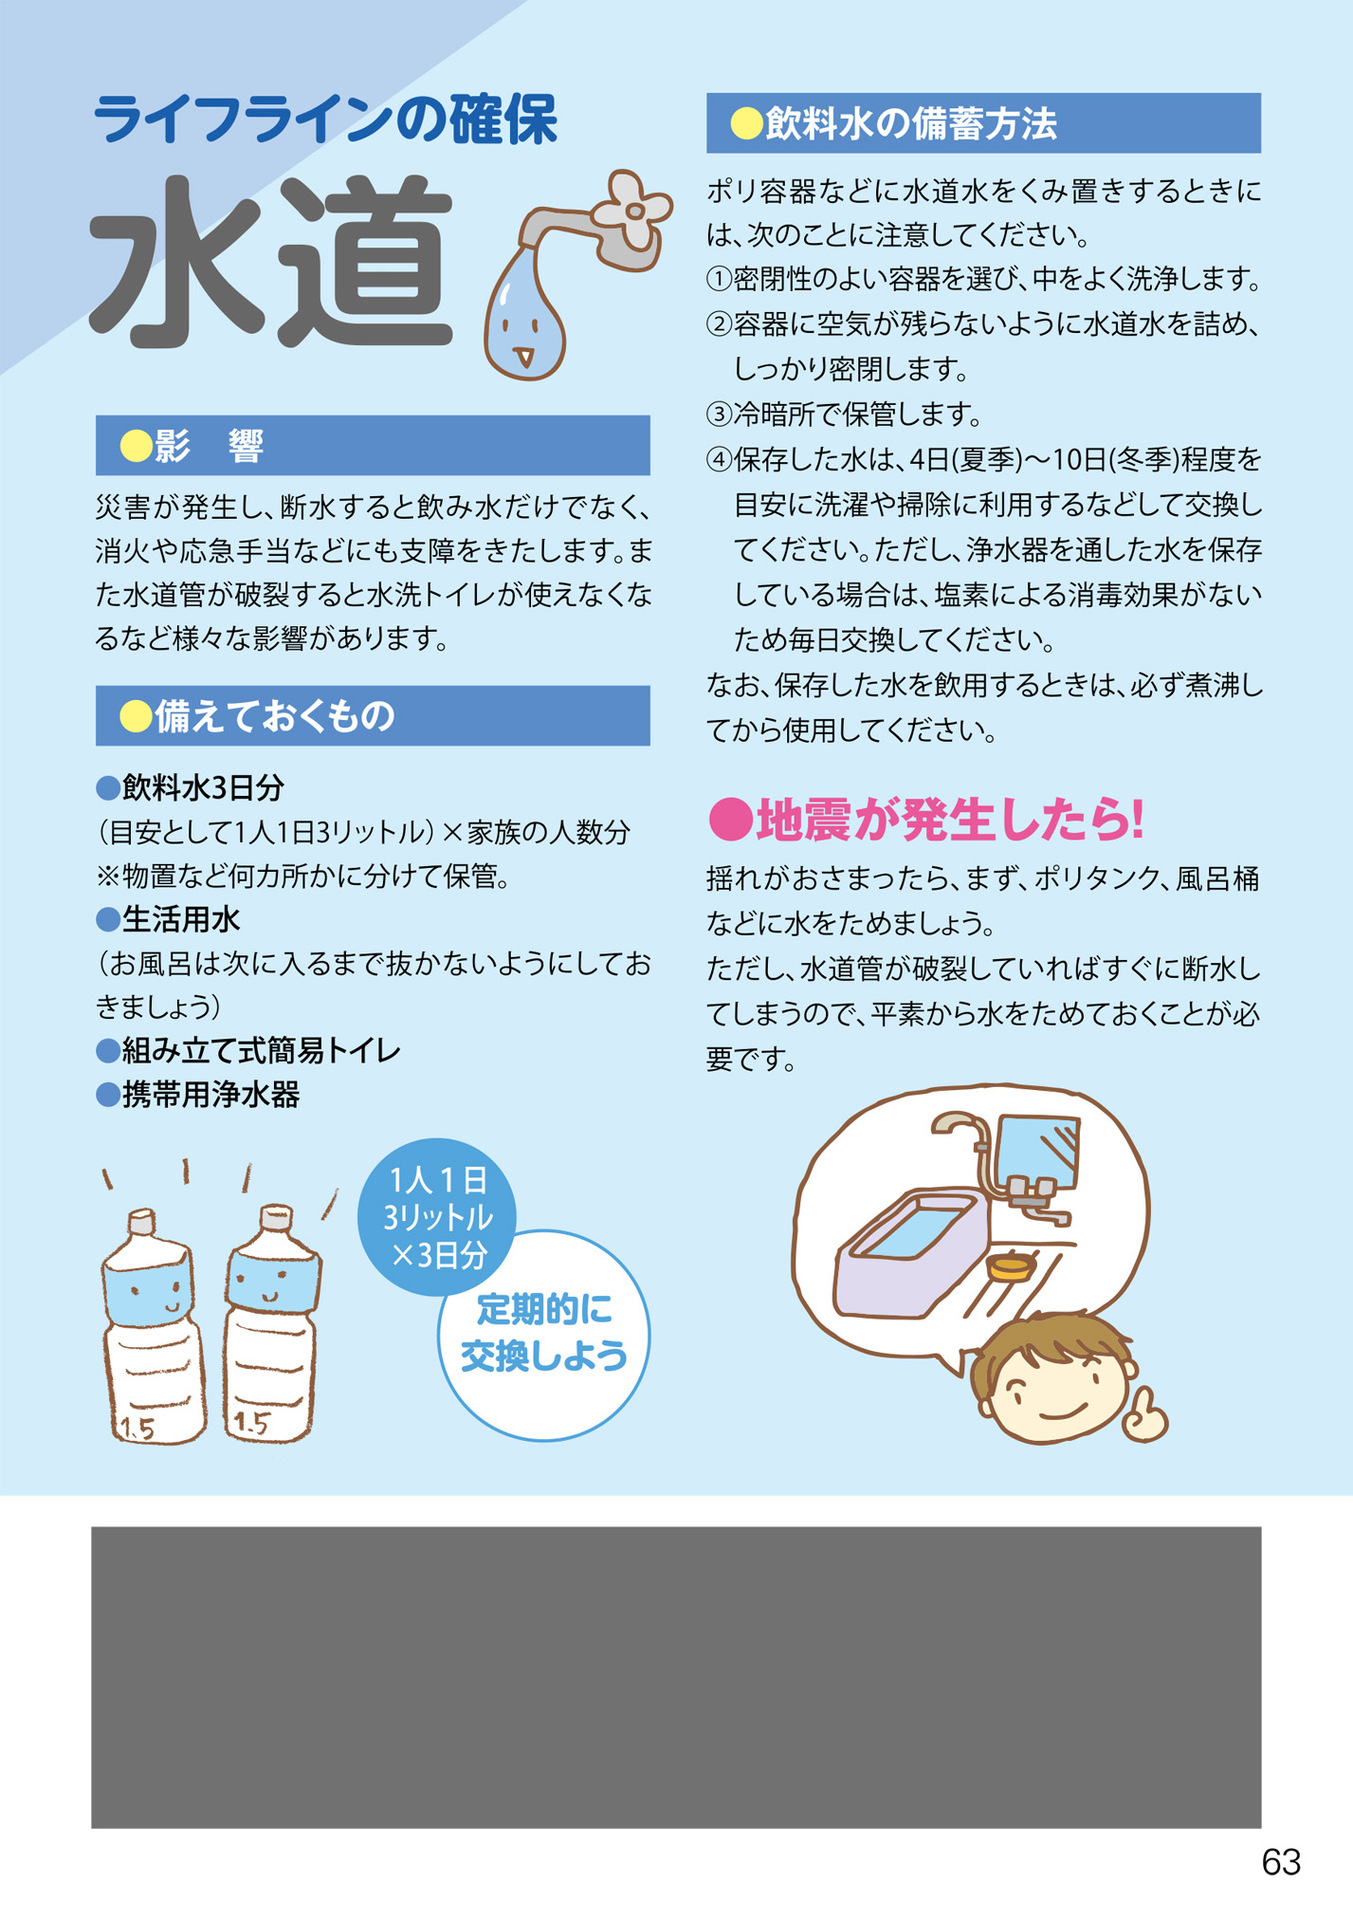 ライフラインの確保
水道
●影　響
災害が発生し、断水すると飲み水だけでなく、
消火や応急手当などにも支障をきたします。ま
た水道管が破裂すると水洗トイレが使えなくな
るなど様々な影響があります。
●備えておくもの
●飲料水3日分
（目安として1人1日3リットル）×家族の人数分
※物置など何カ所かに分けて保管。
●生活用水
（お風呂は次に入るまで抜かないようにしてお
きましょう）
●組み立て式簡易トイレ
●携帯用浄水器
1.5
1.5
1人1日
3リットル
×3日分
定期的に
交換しよう
●飲料水の備蓄方法
ポリ容器などに水道水をくみ置きするときに
は、次のことに注意してください。
①密閉性のよい容器を選び、中をよく洗浄します。
②容器に空気が残らないように水道水を詰め、
しっかり密閉します。
③冷暗所で保管します。
④保存した水は、4日(夏季)～10日(冬季)程度を
目安に洗濯や掃除に利用するなどして交換し
てください。ただし、浄水器を通した水を保存
している場合は、塩素による消毒効果がない
ため毎日交換してください。
なお、保存した水を飲用するときは、必ず煮沸し
てから使用してください。
●地震が発生したら!
揺れがおさまったら、まず、ポリタンク、風呂桶
などに水をためましょう。
ただし、水道管が破裂していればすぐに断水し
てしまうので、平素から水をためておくことが必
要です。
63